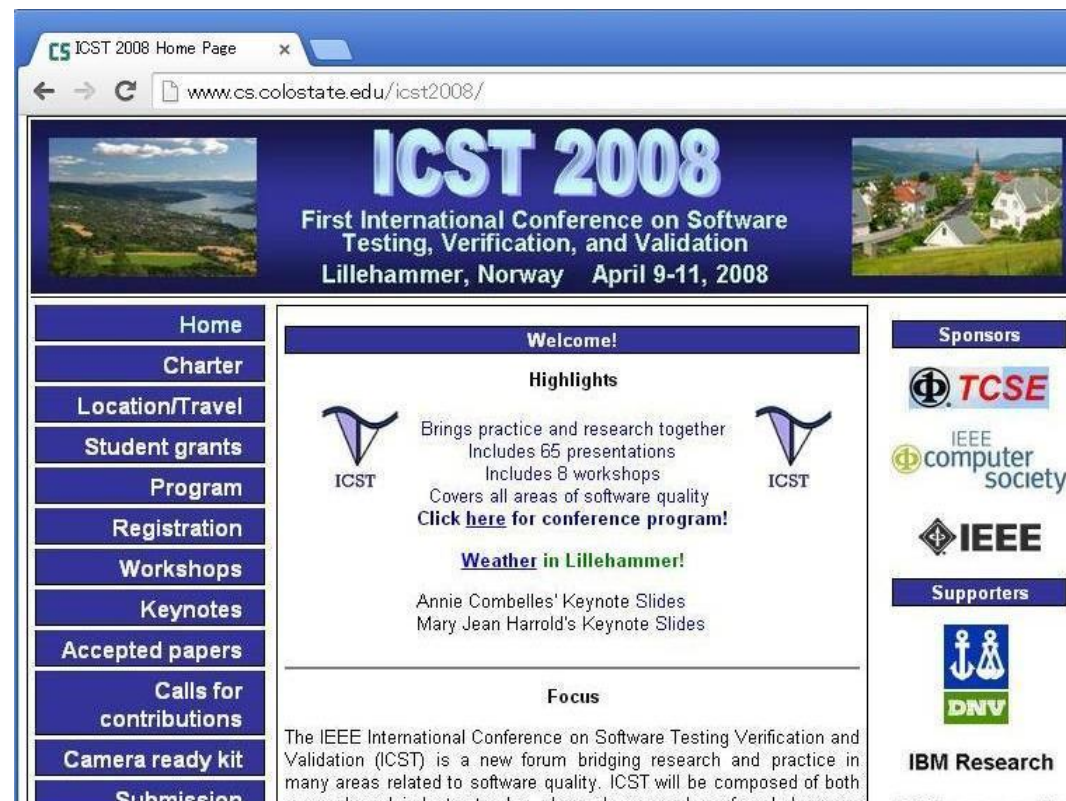 CS ICST 2008 Home Page
www.cs.colostate.edu/icst2008/
ICST 2008
First International Conference on Software
Testing, Verification, and Validation
Lillehammer, Norway April 9-11, 2008
Home
Charter
Location/Travel
Student grants
Program
Registration
Workshops
Keynotes
Accepted papers
Calls for
contributions
Camera ready kit
Submission
Welcome!
Highlights
ICST
Brings practice and research together
Includes 65 presentations
Includes 8 workshops
Covers all areas of software quality
Click here for conference program!
ICST
Weather in Lillehammer!
Annie Combelles' Keynote Slides
Mary Jean Harrold's Keynote Slides
Focus
The IEEE International Conference on Software Testing Verification and
Validation (ICST) is a new forum bridging research and practice in
many areas related to software quality. ICST will be composed of both
Sponsors
TCSE
IEEE
computer
society
IEEE
Supporters
DNV
IBM Research